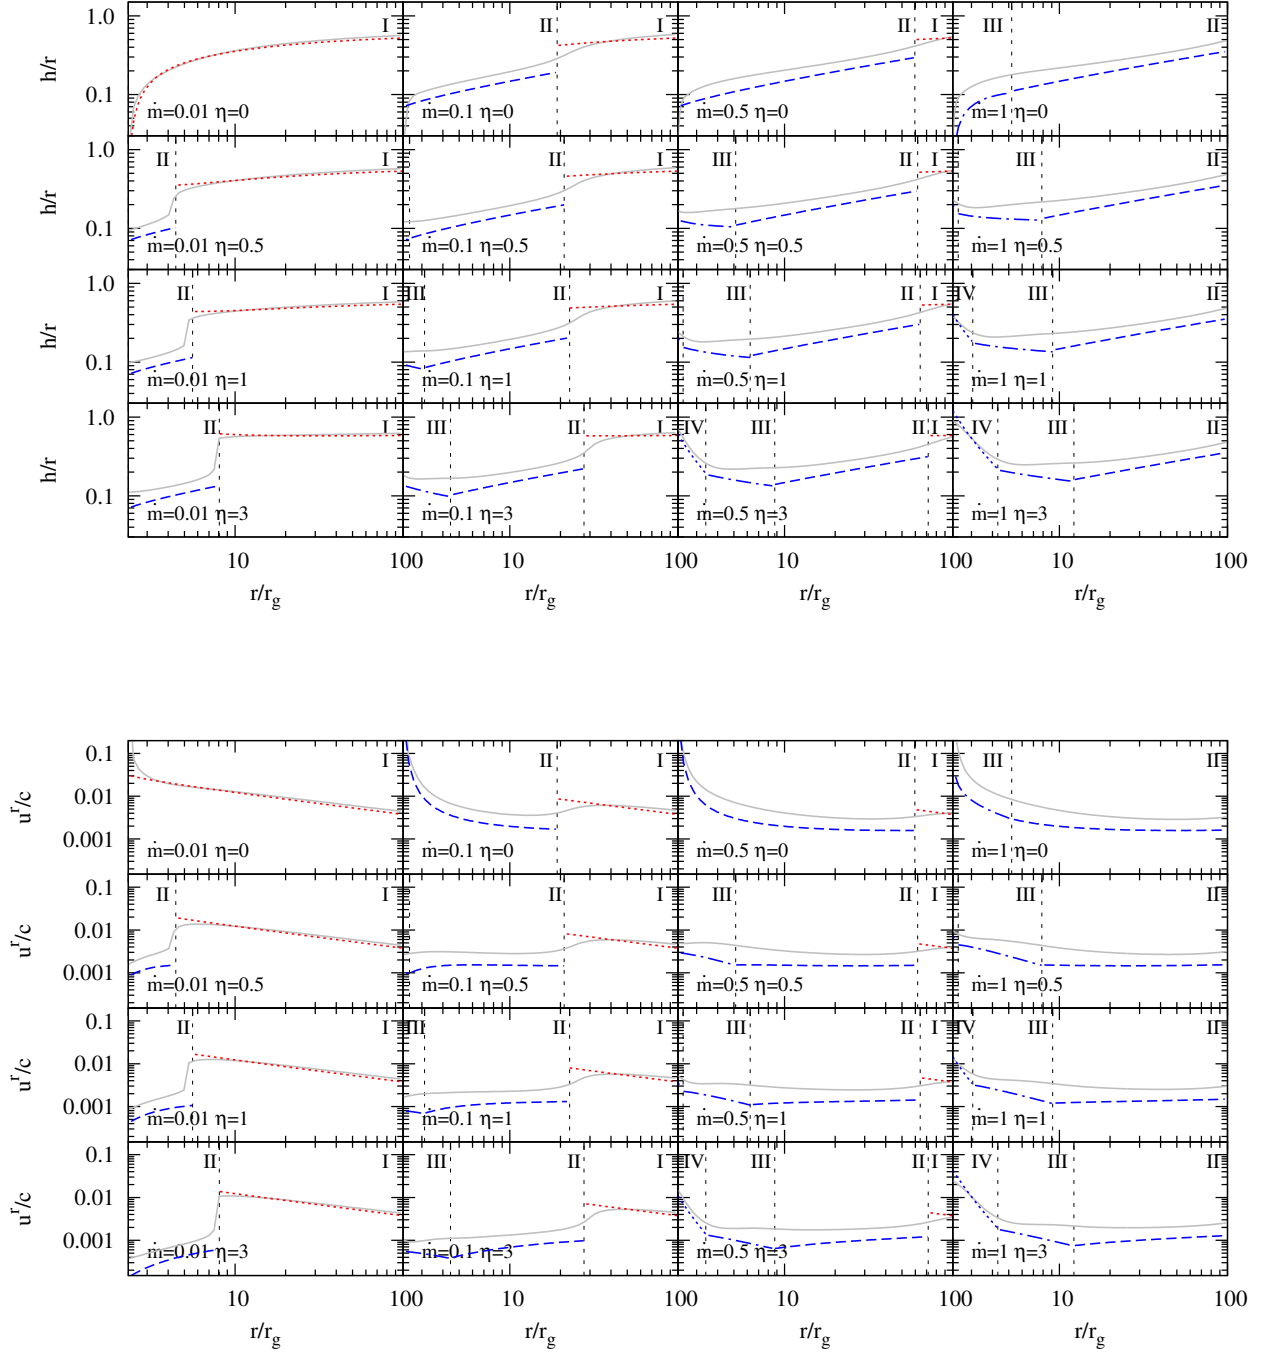 I II II I III II
1.0
h/r
0.1
ṁ=0.01 η=0 ṁ=0.1 η=0 ṁ=0.5 η=0 ṁ=1 η=0
II I II I III II I III II
1.0
h/r
0.1
ṁ=0.01 η=0.5 ṁ=0.1 η=0.5 ṁ=0.5 η=0.5 ṁ=1 η=0.5
II I III II I III II I IV III II
1.0
h/r
0.1
ṁ=0.01 η=1 ṁ=0.1 η=1 ṁ=0.5 η=1 ṁ=1 η=1
II I III II I IV III II I IV III II
1.0
h/r
0.1
ṁ=0.01 η=3 ṁ=0.1 η=3 ṁ=0.5 η=3 ṁ=1 η=3
10 100 10 100 10 100 10 100
r/r_g r/r_g r/r_g r/r_g
0.1
I II I II I III II
0.01
u^r/c
0.001
ṁ=0.01 η=0 ṁ=0.1 η=0 ṁ=0.5 η=0 ṁ=1 η=0
0.1
II I II I III II I III II
0.01
u^r/c
0.001
ṁ=0.01 η=0.5 ṁ=0.1 η=0.5 ṁ=0.5 η=0.5 ṁ=1 η=0.5
0.1
II I III II I III II I IV III II
0.01
u^r/c
0.001
ṁ=0.01 η=1 ṁ=0.1 η=1 ṁ=0.5 η=1 ṁ=1 η=1
0.1
II I III II I IV III II I IV III II
0.01
u^r/c
0.001
ṁ=0.01 η=3 ṁ=0.1 η=3 ṁ=0.5 η=3 ṁ=1 η=3
10 100 10 100 10 100 10 100
r/r_g r/r_g r/r_g r/r_g